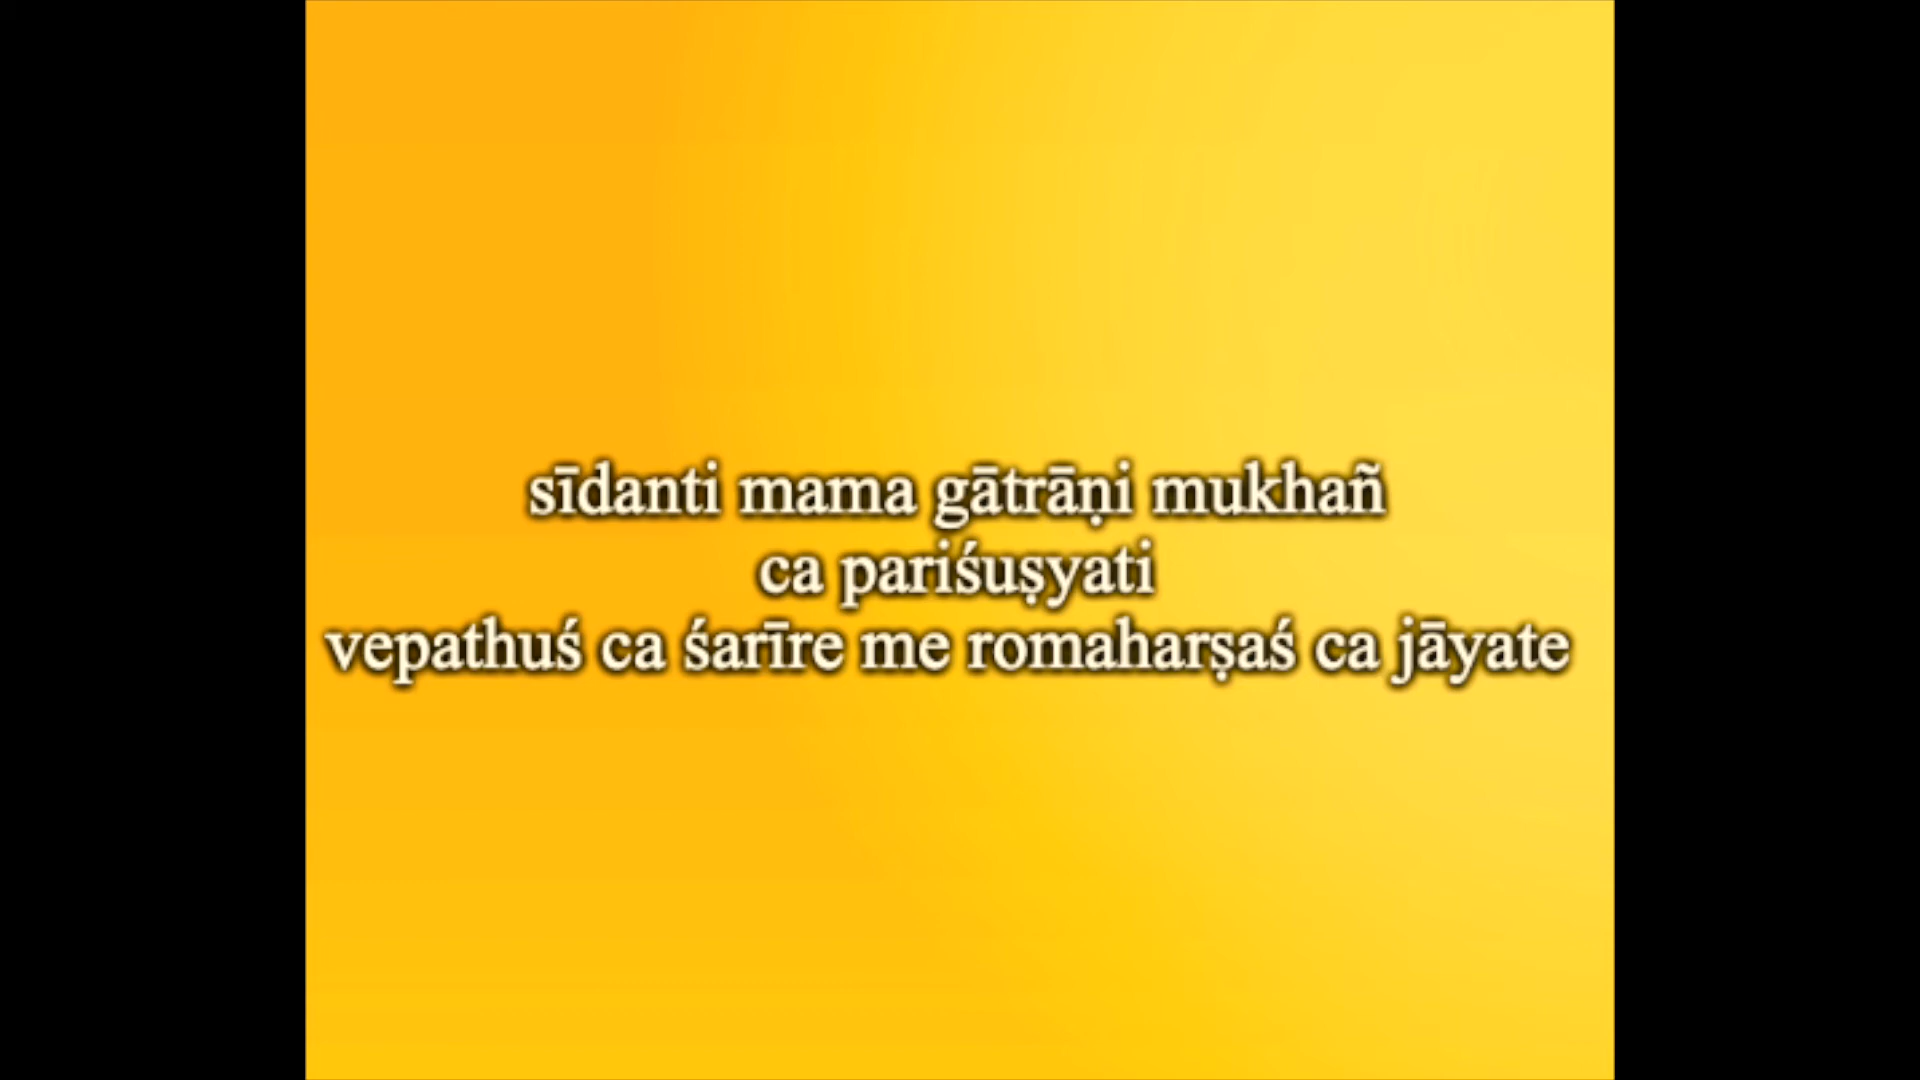 sīdanti mama gātrāṇi mukhañ
ca pariśuṣyati
vepathuś ca śarīre me romaharṣaś ca jāyate